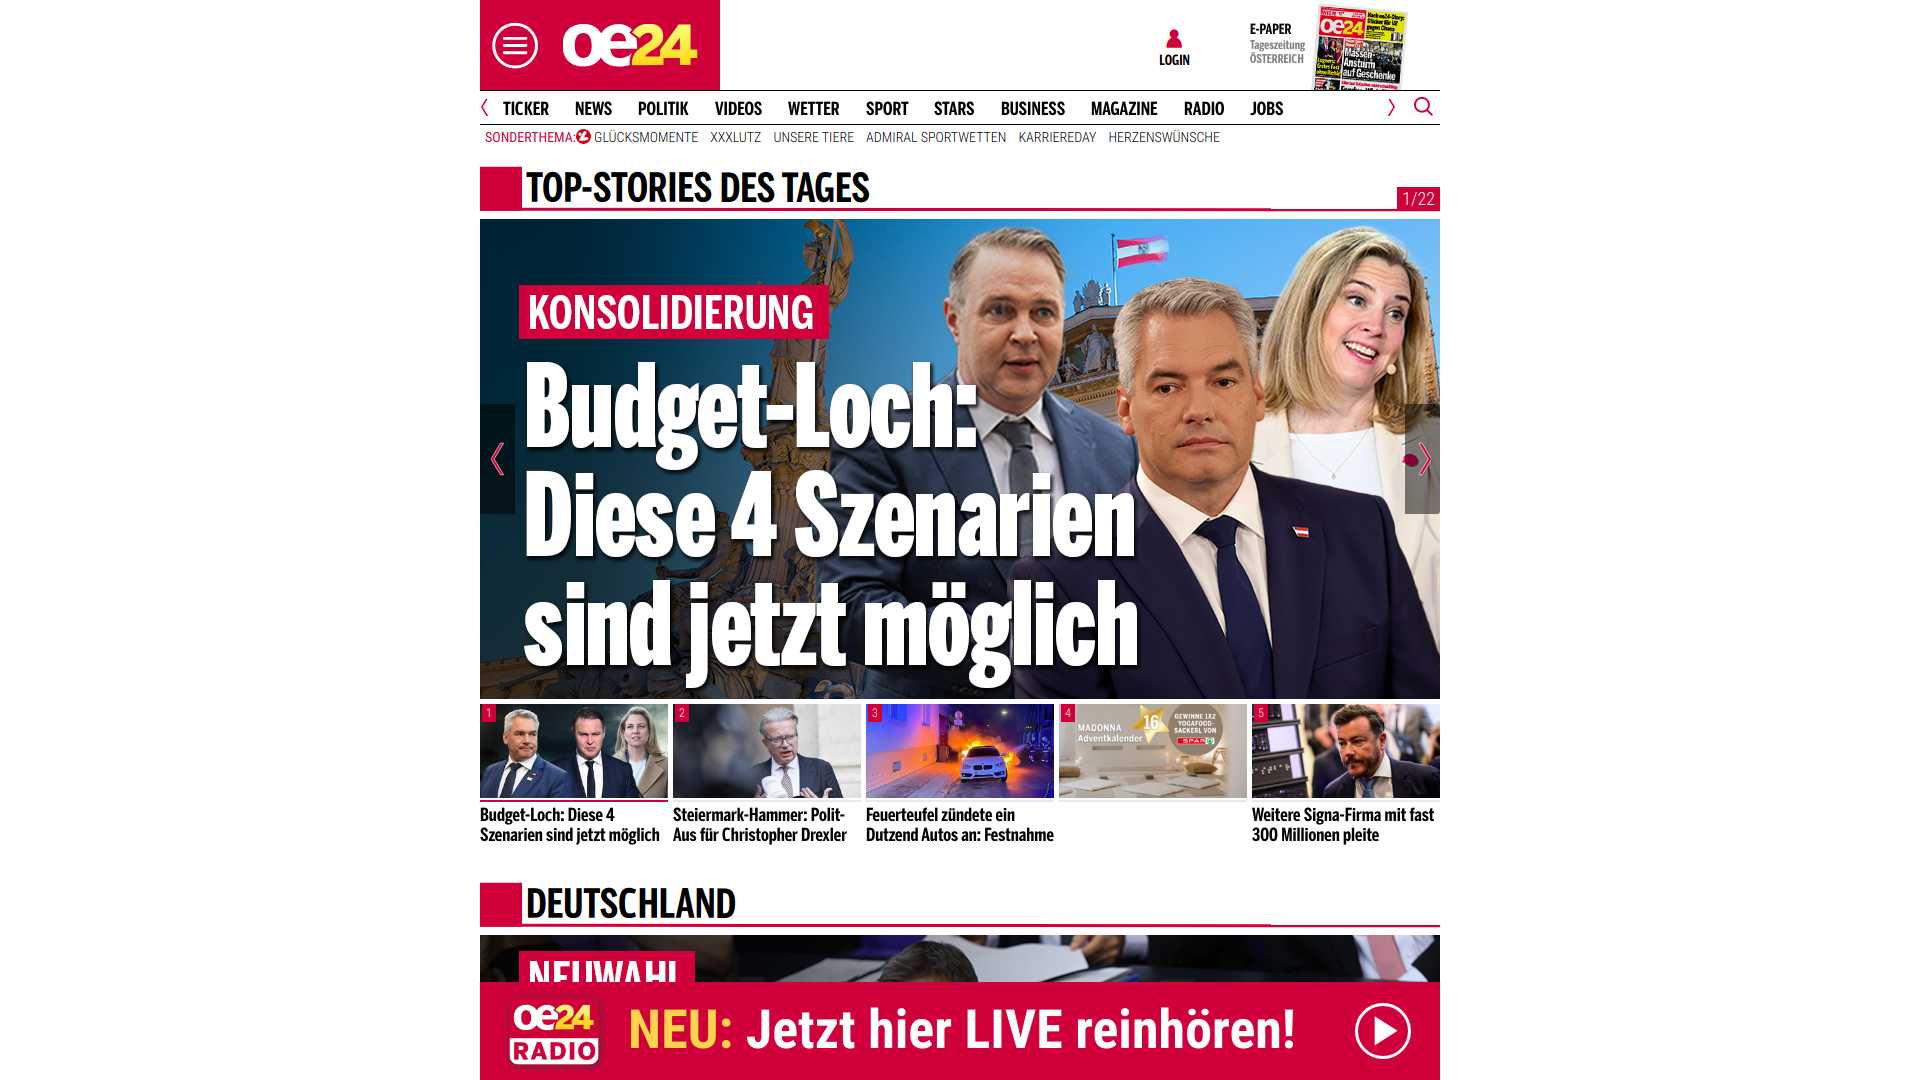 oe24
LOGIN
E-PAPER
Tageszeitung
ÖSTERREICH
oe24
Massen-
Ansturm
auf Geschenke
TICKER NEWS POLITIK VIDEOS WETTER SPORT STARS BUSINESS MAGAZINE RADIO JOBS
SONDERTHEMA: GLÜCKSMOMENTE XXXLUTZ UNSERE TIERE ADMIRAL SPORTWETTEN KARRIEREDAY HERZENSWÜNSCHE
TOP-STORIES DES TAGES
1/22
KONSOLIDIERUNG
Budget-Loch:
Diese 4 Szenarien
sind jetzt möglich
1
2
3
4
5
MADONNA
Adventkalender
16
GEWINNE 1X2
YOGAFOOD-
SACKERL VON
SPAR
Budget-Loch: Diese 4
Szenarien sind jetzt möglich
Steiermark-Hammer: Polit-
Aus für Christopher Drexler
Feuerteufel zündete ein
Dutzend Autos an: Festnahme
Weitere Signa-Firma mit fast
300 Millionen pleite
DEUTSCHLAND
NEUWAHL
oe24
RADIO
NEU: Jetzt hier LIVE reinhören!